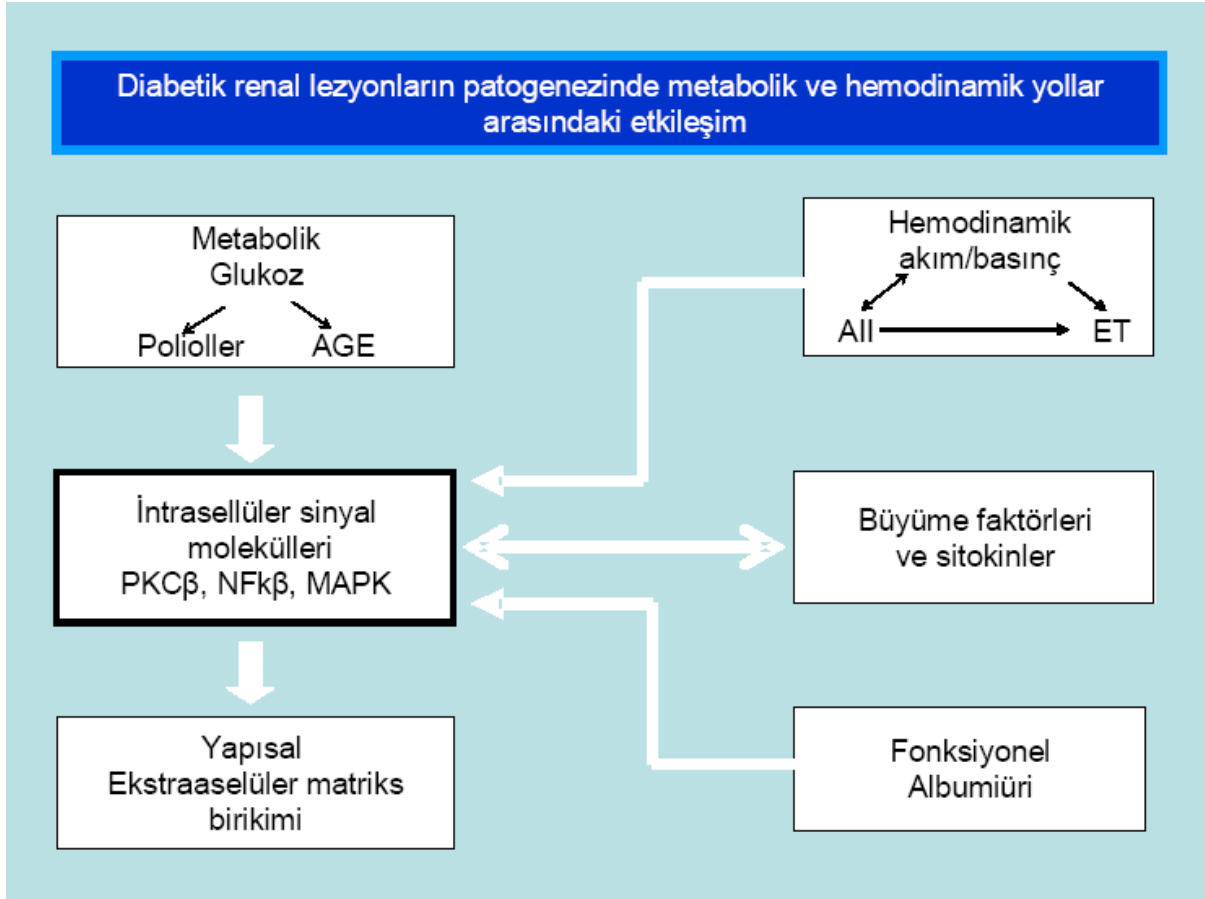 Diabetik renal lezyonların patogenezinde metabolik ve hemodinamik yollar
arasındaki etkileşim
Metabolik
Glukoz
Polioller AGE
Hemodinamik
akım/basınç
AII ET
İntrasellüler sinyal
molekülleri
PKCβ, NFkβ, MAPK
Büyüme faktörleri
ve sitokinler
Yapısal
Ekstraaselüler matriks
birikimi
Fonksiyonel
Albumiüri